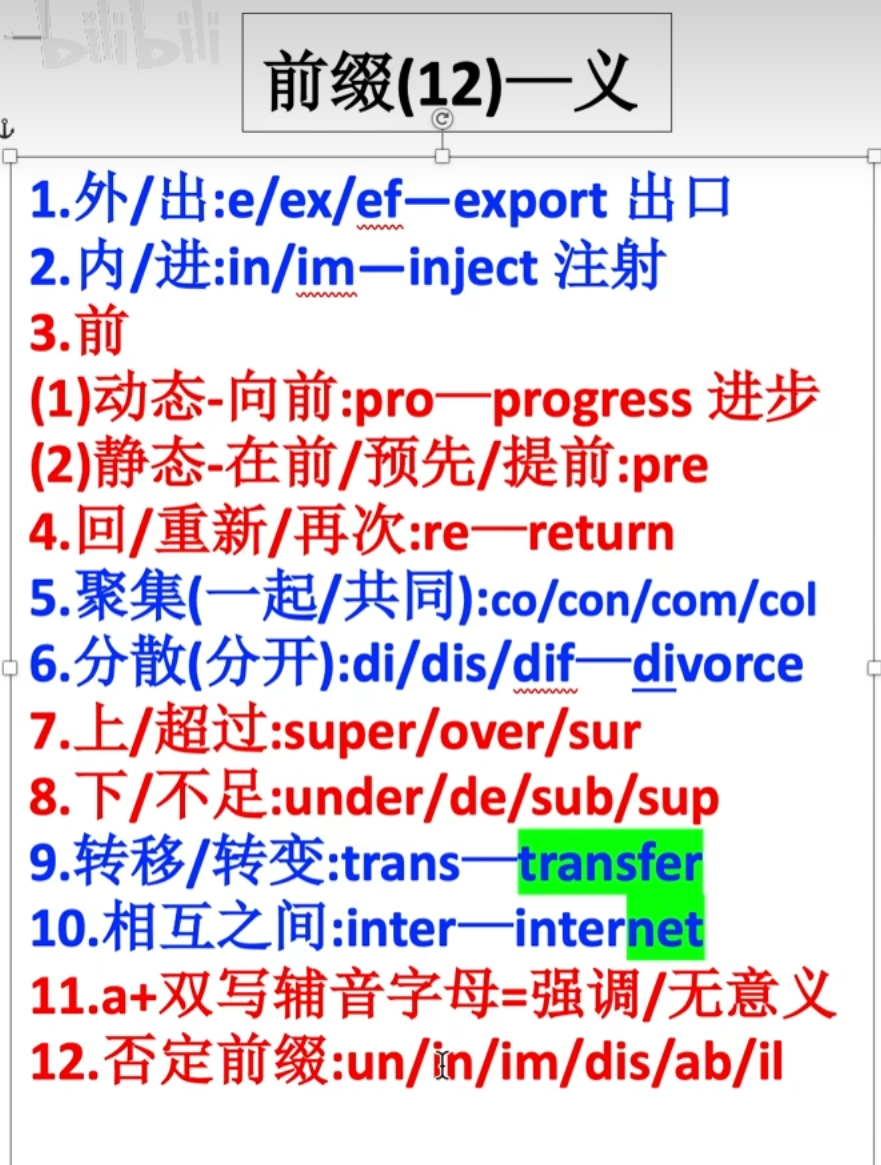 bilibili
前缀(12)—义
1.外/出:e/ex/ef—export 出口
2.内/进:in/im—inject 注射
3.前
(1)动态-向前:pro—progress 进步
(2)静态-在前/预先/提前:pre
4.回/重新/再次:re—return
5.聚集(一起/共同):co/con/com/col
6.分散(分开):di/dis/dif—divorce
7.上/超过:super/over/sur
8.下/不足:under/de/sub/sup
9.转移/转变:trans—transfer
10.相互之间:inter—internet
11.a+双写辅音字母=强调/无意义
12.否定前缀:un/in/im/dis/ab/il